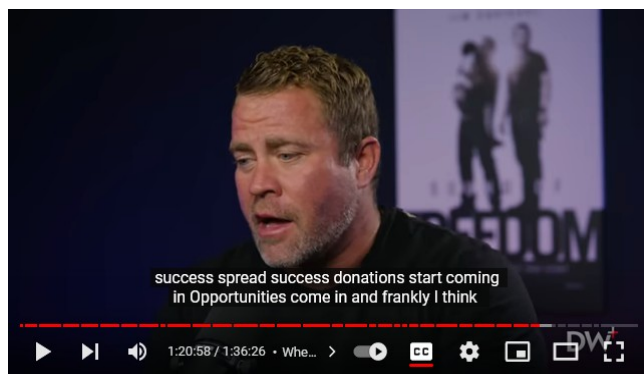 FREEDOM
success spread success donations start coming
in Opportunities come in and frankly I think
1:20:58 / 1:36:26 • Whe...
CC
DW+